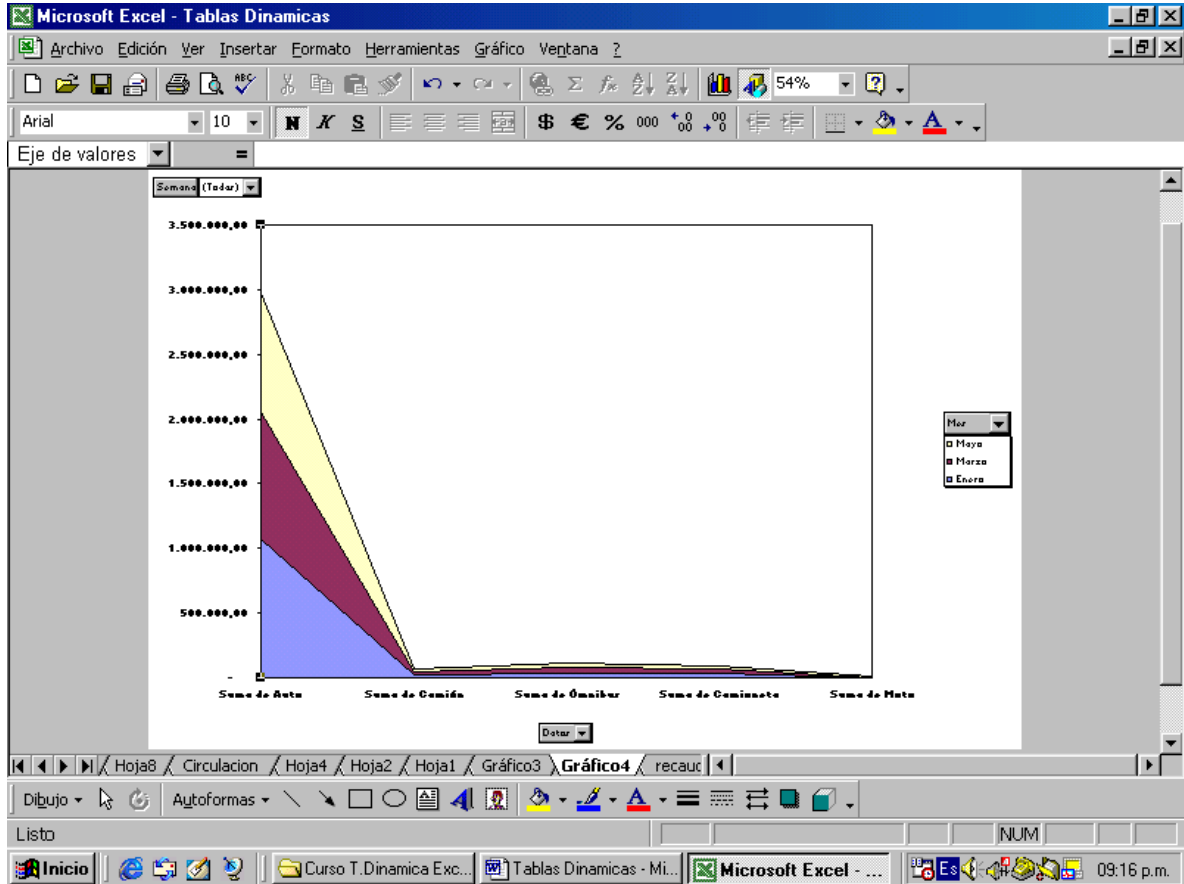 Microsoft Excel - Tablas Dinamicas
Archivo Edición Ver Insertar Formato Herramientas Gráfico Ventana ?
54%
Arial 10 N K S $ € % 000
Eje de valores =
Semana (Todas)
3.500.000,00
3.000.000,00
2.500.000,00
2.000.000,00
1.500.000,00
1.000.000,00
500.000,00
-
Suma de Auto Suma de Camión Suma de Ómnibus Suma de Camioneta Suma de Moto
Mes
Mayo
Marzo
Enero
Datos
Hoja8 Circulacion Hoja4 Hoja2 Hoja1 Gráfico3 Gráfico4 recauc
Dibujo Autoformas
Listo NUM
Inicio Curso T.Dinamica Exc... Tablas Dinamicas - Mi... Microsoft Excel - ... Es 09:16 p.m.